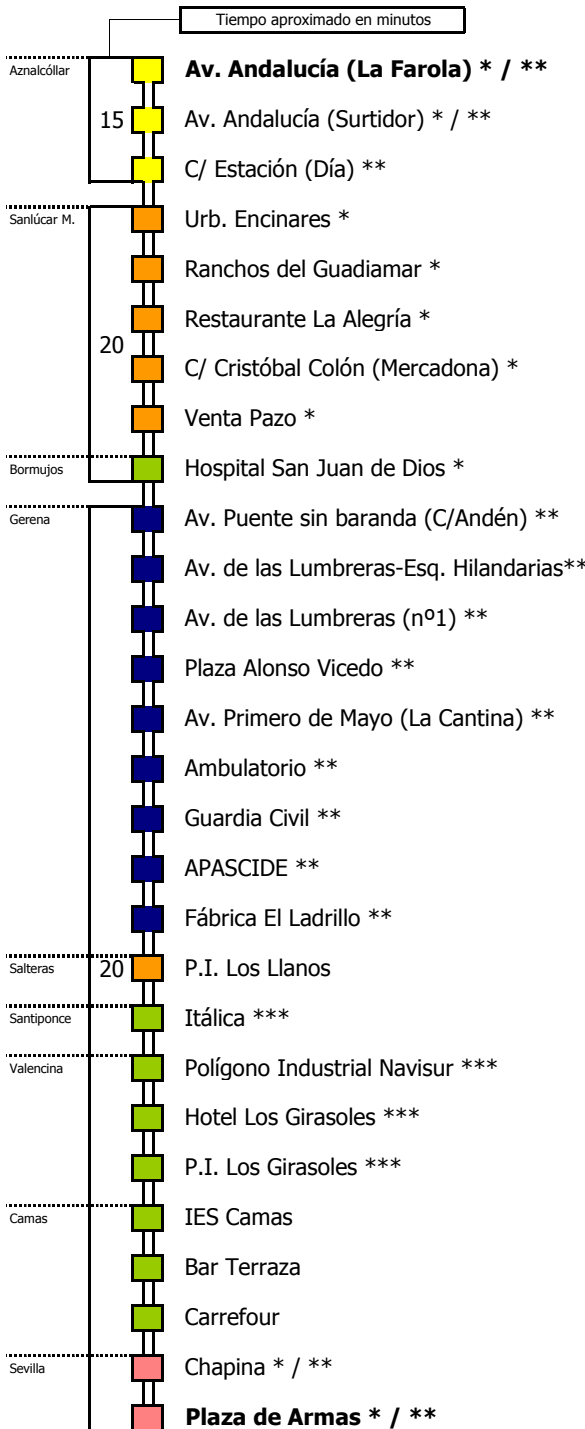 Tiempo aproximado en minutos
Aznalcóllar
Av. Andalucía (La Farola) * / **
15
Av. Andalucía (Surtidor) * / **
C/ Estación (Día) **
Sanlúcar M.
Urb. Encinares *
Ranchos del Guadiamar *
Restaurante La Alegría *
20
C/ Cristóbal Colón (Mercadona) *
Venta Pazo *
Bormujos
Hospital San Juan de Dios *
Gerena
Av. Puente sin baranda (C/Andén) **
Av. de las Lumbreras-Esq. Hilandarias**
Av. de las Lumbreras (nº1) **
Plaza Alonso Vicedo **
Av. Primero de Mayo (La Cantina) **
Ambulatorio **
Guardia Civil **
APASCIDE **
Fábrica El Ladrillo **
Salteras
20
P.I. Los Llanos
Santiponce
Itálica ***
Valencina
Polígono Industrial Navisur ***
Hotel Los Girasoles ***
P.I. Los Girasoles ***
Camas
IES Camas
Bar Terraza
Carrefour
Sevilla
Chapina * / **
Plaza de Armas * / **